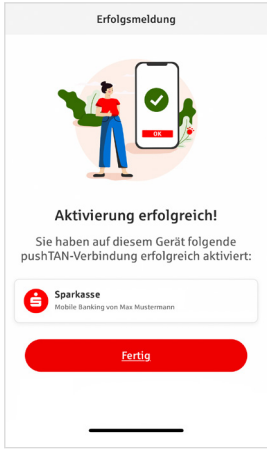 Erfolgsmeldung
OK
Aktivierung erfolgreich!
Sie haben auf diesem Gerät folgende
pushTAN-Verbindung erfolgreich aktiviert:
Sparkasse
Mobile Banking von Max Mustermann
Fertig